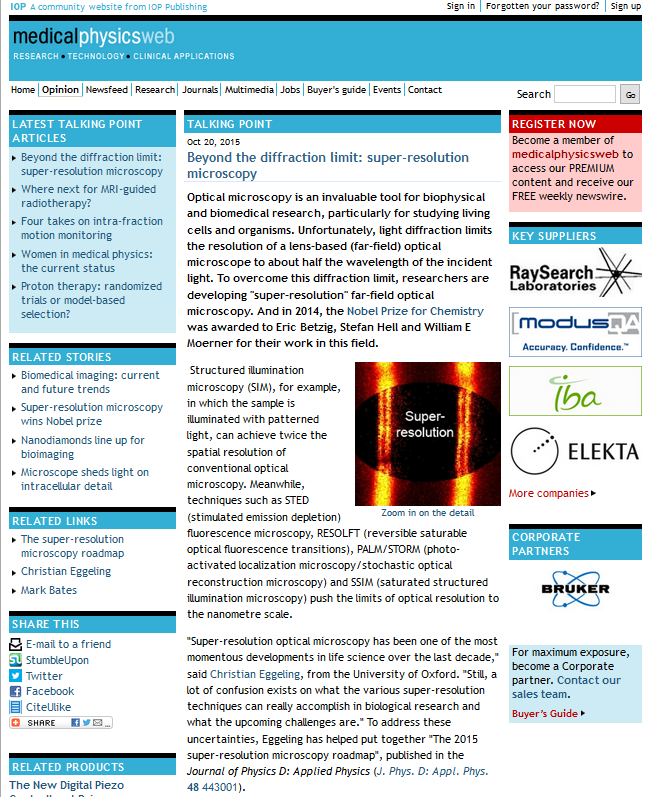 IOP A community website from IOP Publishing
Sign in | Forgotten your password? | Sign up
medicalphysicsweb
RESEARCH • TECHNOLOGY • CLINICAL APPLICATIONS
Home | Opinion | Newsfeed | Research | Journals | Multimedia | Jobs | Buyer's guide | Events | Contact
Search Go
LATEST TALKING POINT
ARTICLES
Beyond the diffraction limit:
super-resolution microscopy
Where next for MRI-guided
radiotherapy?
Four takes on intra-fraction
motion monitoring
Women in medical physics:
the current status
Proton therapy: randomized
trials or model-based
selection?
RELATED STORIES
Biomedical imaging: current
and future trends
Super-resolution microscopy
wins Nobel prize
Nanodiamonds line up for
bioimaging
Microscope sheds light on
intracellular detail
RELATED LINKS
The super-resolution
microscopy roadmap
Christian Eggeling
Mark Bates
SHARE THIS
E-mail to a friend
StumbleUpon
Twitter
Facebook
CiteUlike
SHARE
RELATED PRODUCTS
The New Digital Piezo
TALKING POINT
Oct 20, 2015
Beyond the diffraction limit: super-resolution
microscopy
Optical microscopy is an invaluable tool for biophysical
and biomedical research, particularly for studying living
cells and organisms. Unfortunately, light diffraction limits
the resolution of a lens-based (far-field) optical
microscope to about half the wavelength of the incident
light. To overcome this diffraction limit, researchers are
developing "super-resolution" far-field optical
microscopy. And in 2014, the Nobel Prize for Chemistry
was awarded to Eric Betzig, Stefan Hell and William E
Moerner for their work in this field.
Structured illumination
microscopy (SIM), for example,
in which the sample is
illuminated with patterned
light, can achieve twice the
spatial resolution of
conventional optical
microscopy. Meanwhile,
techniques such as STED
(stimulated emission depletion)
Super-
resolution
Zoom in on the detail
fluorescence microscopy, RESOLFT (reversible saturable
optical fluorescence transitions), PALM/STORM (photo-
activated localization microscopy/stochastic optical
reconstruction microscopy) and SSIM (saturated structured
illumination microscopy) push the limits of optical resolution to
the nanometre scale.
"Super-resolution optical microscopy has been one of the most
momentous developments in life science over the last decade,"
said Christian Eggeling, from the University of Oxford. "Still, a
lot of confusion exists on what the various super-resolution
techniques can really accomplish in biological research and
what the upcoming challenges are." To address these
uncertainties, Eggeling has helped put together "The 2015
super-resolution microscopy roadmap", published in the
Journal of Physics D: Applied Physics (J. Phys. D: Appl. Phys.
48 443001).
REGISTER NOW
Become a member of
medicalphysicsweb to
access our PREMIUM
content and receive our
FREE weekly newswire.
KEY SUPPLIERS
RaySearch
Laboratories
modusQA
Accuracy. Confidence.™
iba
ELEKTA
More companies
CORPORATE
PARTNERS
BRUKER
For maximum exposure,
become a Corporate
partner. Contact our
sales team.
Buyer's Guide